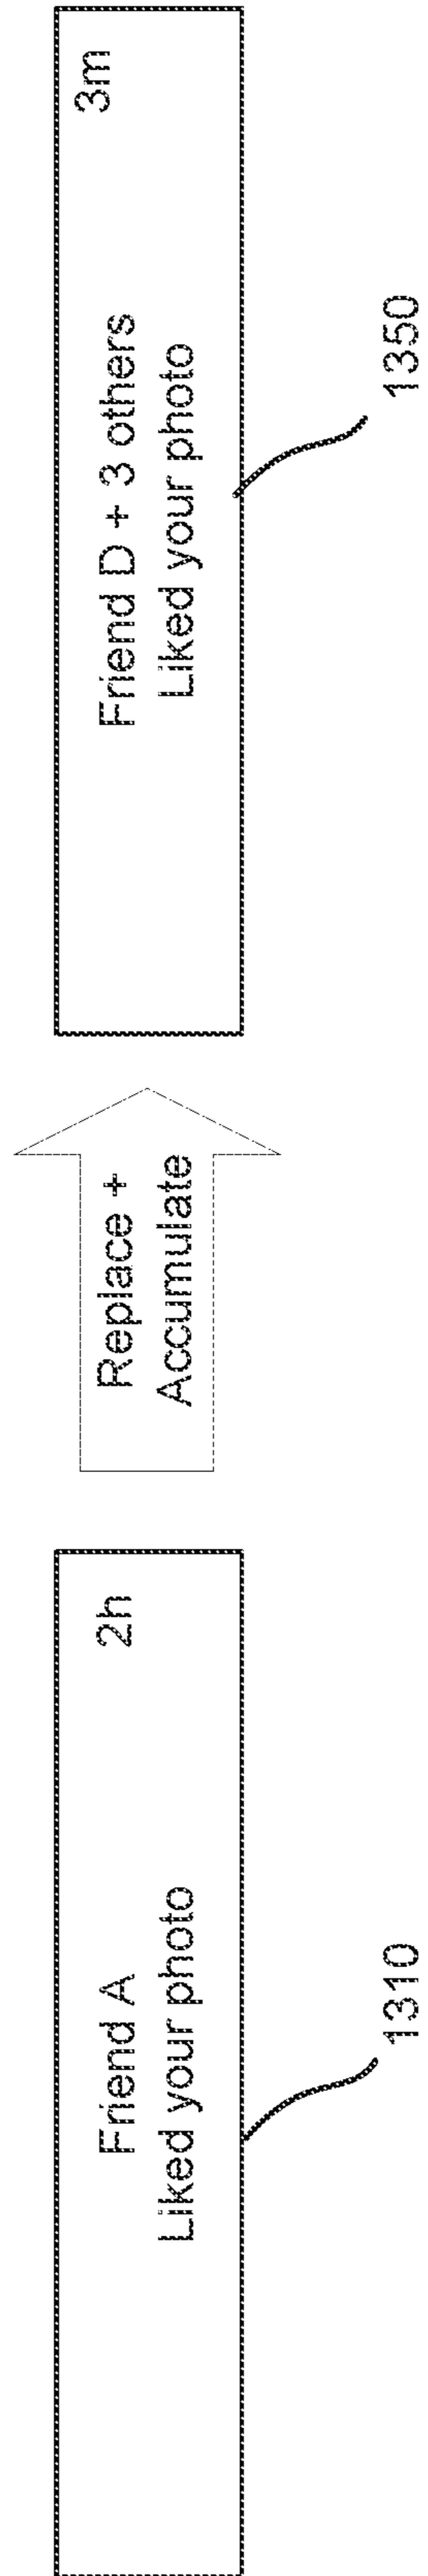 Friend A
Liked your photo
2h
1310
Replace +
Accumulate
Friend D + 3 others
Liked your photo
3m
1350